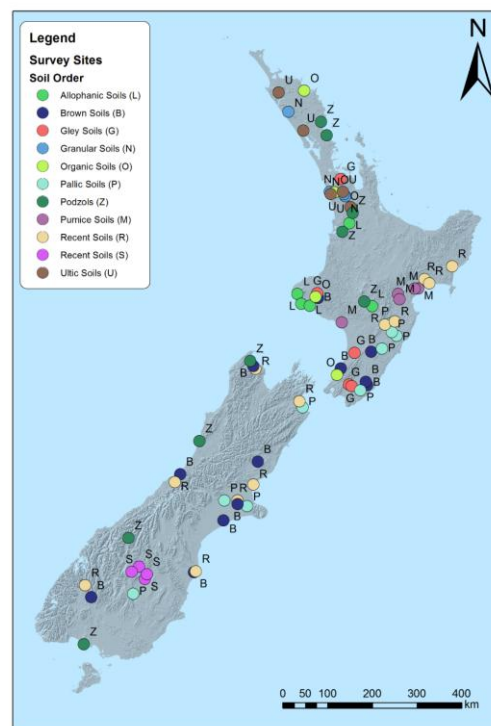 Legend
Survey Sites
Soil Order
Allophanic Soils (L)
Brown Soils (B)
Gley Soils (G)
Granular Soils (N)
Organic Soils (O)
Pallic Soils (P)
Podzols (Z)
Pumice Soils (M)
Recent Soils (R)
Recent Soils (S)
Ultic Soils (U)
N
U
O
N
Z
U
Z
G
N
N
O
U
O
Z
U
U
N
L
Z
R
R
R
M
M
M
L
G
O
B
L
L
Z
L
M
R
P
R
P
B
P
G
B
O
B
B
G
P
Z
R
B
R
P
Z
B
R
B
R
P
R
P
B
B
Z
S
S
S
S
P
R
B
R
B
Z
0 50 100 200 300 400
km